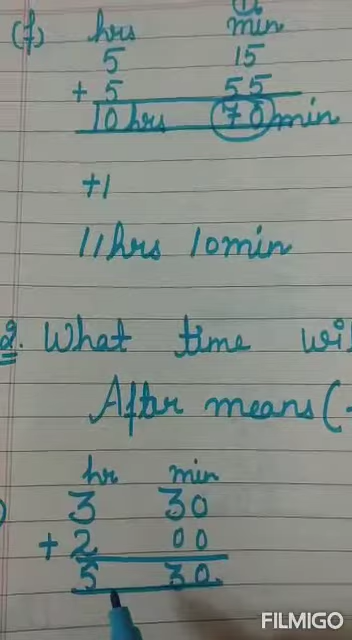 (f) hrs min
5 15
+ 5 55
10 hrs 70 min
+1
11 hrs 10 min
2. What time wi
After means (-
hr min
3 30
+ 2 00
5 30
FILMIGO